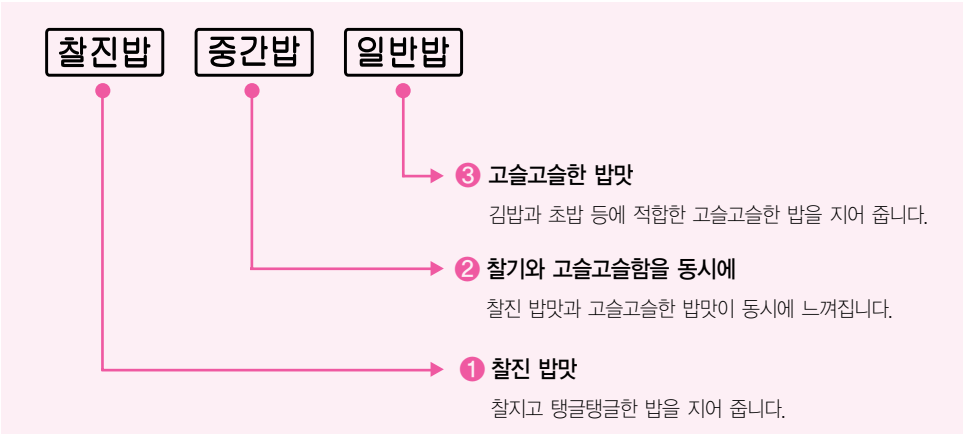 찰진밥 중간밥 일반밥
❸ 고슬고슬한 밥맛
김밥과 초밥 등에 적합한 고슬고슬한 밥을 지어 줍니다.
❷ 찰기와 고슬고슬함을 동시에
찰진 밥맛과 고슬고슬한 밥맛이 동시에 느껴집니다.
❶ 찰진 밥맛
찰지고 탱글탱글한 밥을 지어 줍니다.